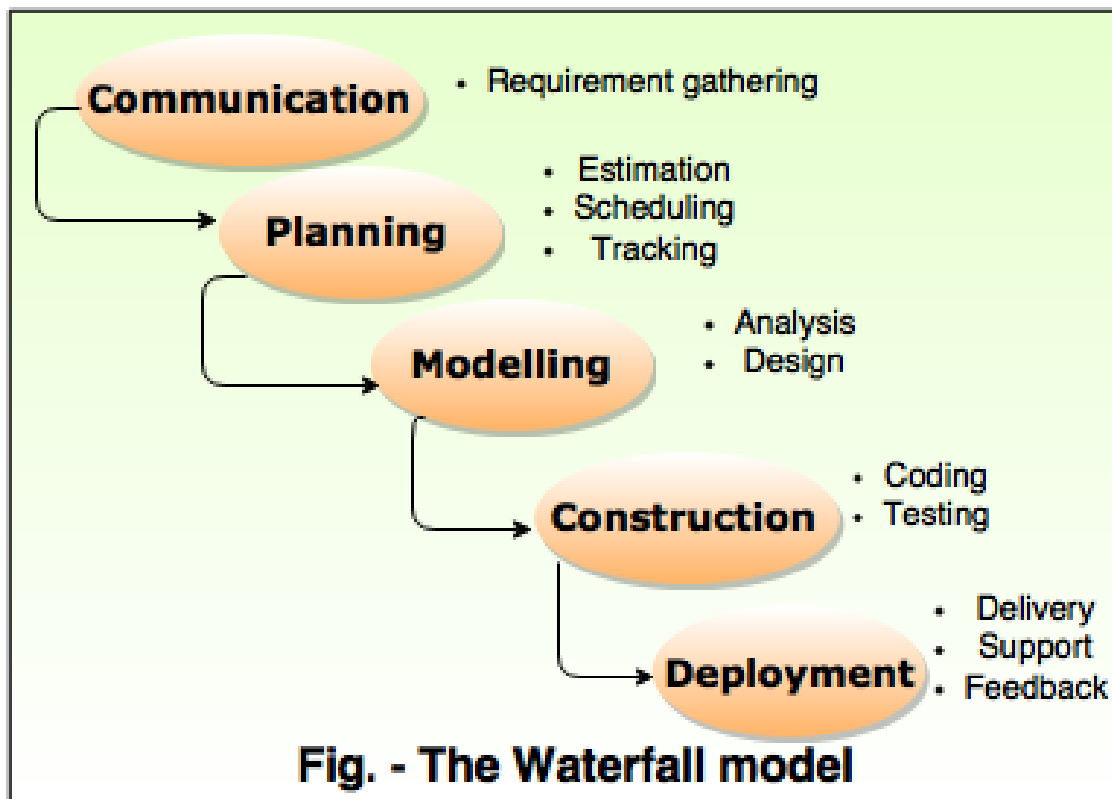 Communication
• Requirement gathering
Planning
• Estimation
• Scheduling
• Tracking
Modelling
• Analysis
• Design
Construction
• Coding
• Testing
Deployment
• Delivery
• Support
• Feedback
Fig. - The Waterfall model